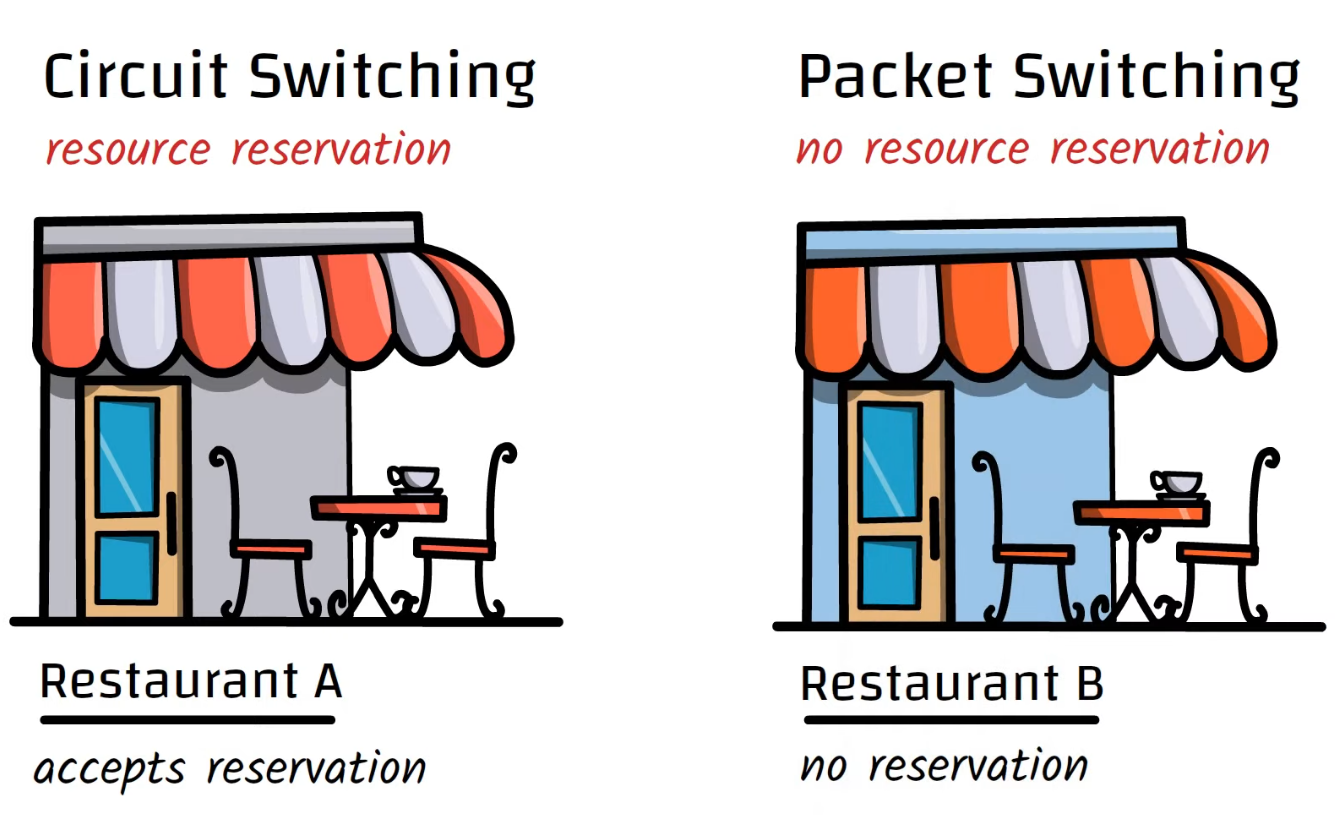 Circuit Switching
resource reservation
Restaurant A
accepts reservation
Packet Switching
no resource reservation
Restaurant B
no reservation